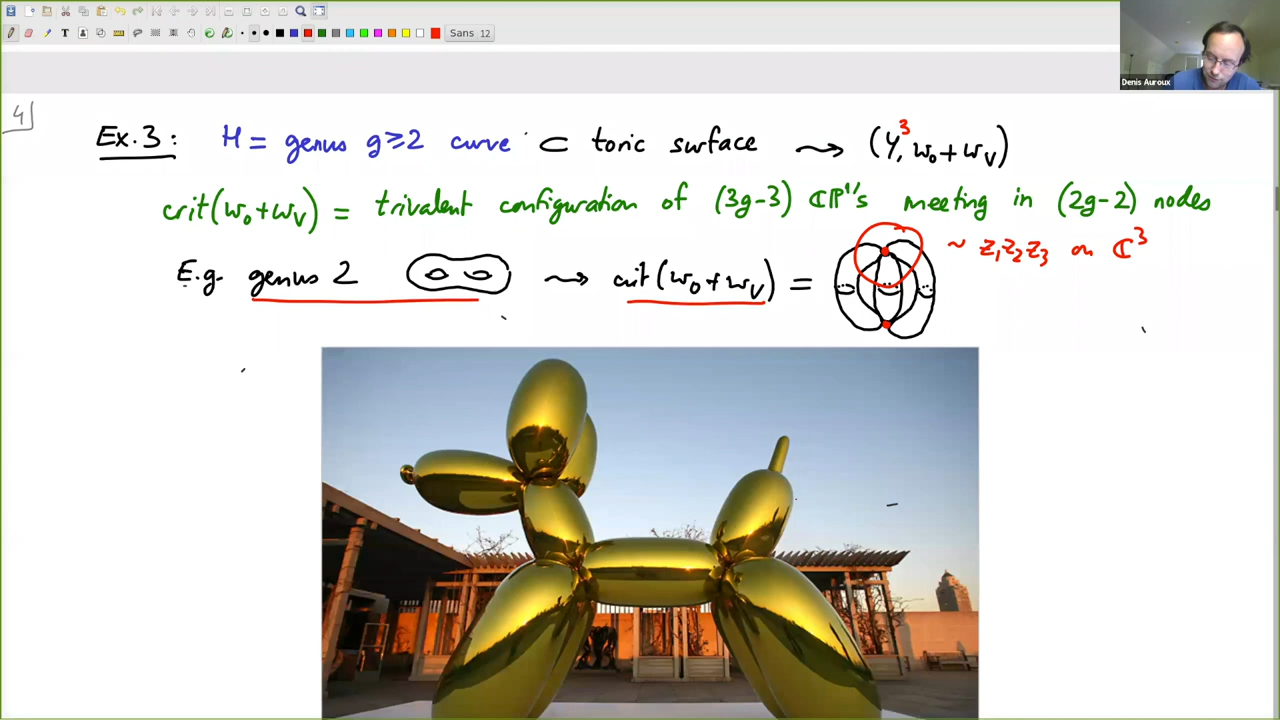 Sans 12
Denis Auroux
4
Ex.3: H = genus g≥2 curve ⊂ toric surface ⇝ (Y³, w₀+w_V)
crit(w₀+w_V) = trivalent configuration of (3g-3) ℂℙ¹'s meeting in (2g-2) nodes
~ z₁z₂z₃ on ℂ³
E.g. genus 2 ⇝ crit(w₀+w_V) =